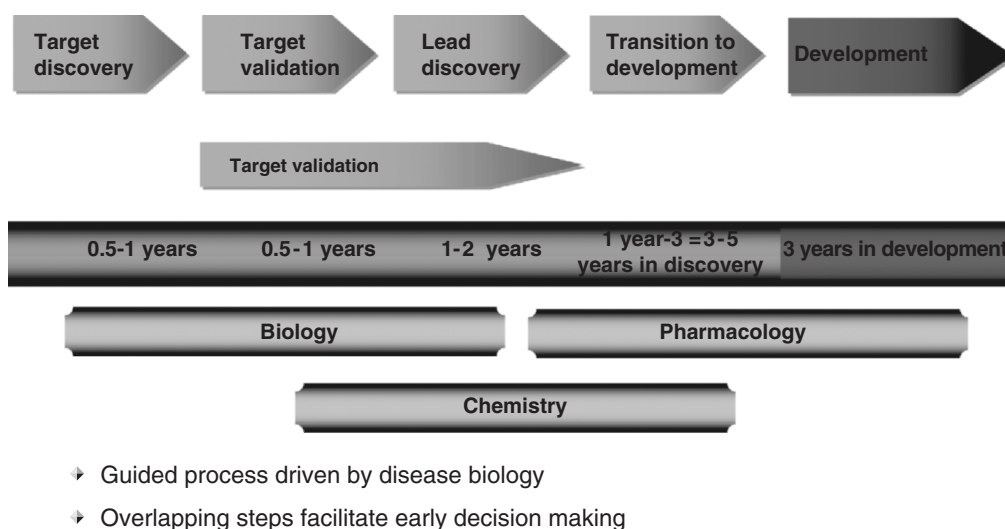 Target
discovery
Target
validation
Lead
discovery
Transition to
development
Development
Target validation
0.5-1 years
0.5-1 years
1-2 years
1 year-3 =3-5
years in discovery
3 years in development
Biology
Pharmacology
Chemistry
Guided process driven by disease biology
Overlapping steps facilitate early decision making